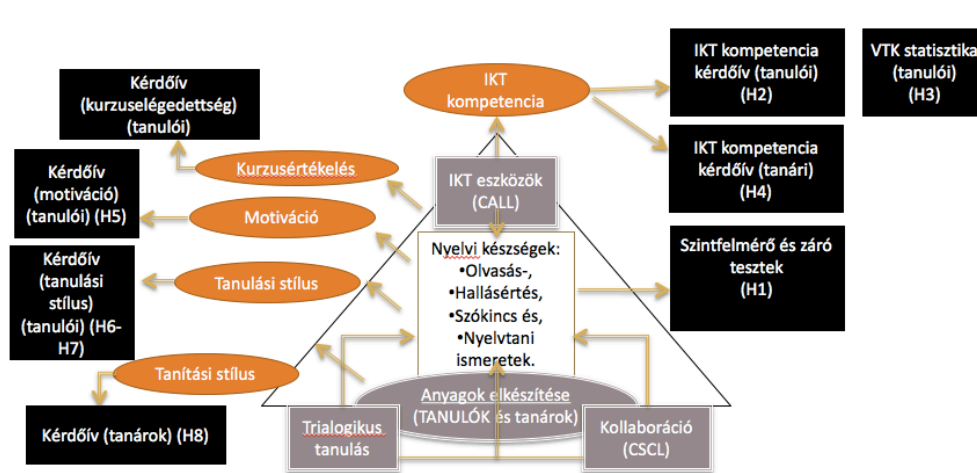 IKT
kompetencia
IKT kompetencia
kérdőív (tanulói)
(H2)
VTK statisztika
(tanulói)
(H3)
Kérdőív
(kurzuselégedettség)
(tanulói)
IKT kompetencia
kérdőív (tanári)
(H4)
Kurzusértékelés
IKT eszközök
(CALL)
Kérdőív
(motiváció)
(tanulói) (H5)
Motiváció
Nyelvi készségek:
•Olvasás-,
•Hallásértés,
•Szókincs és,
•Nyelvtani
ismeretek.
Szintfelmérő és záró
tesztek
(H1)
Kérdőív
(tanulási
stílus)
(tanulói) (H6-
H7)
Tanulási stílus
Tanítási stílus
Anyagok elkészítése
(TANULÓK és tanárok)
Kérdőív (tanárok) (H8)
Trialogikus
tanulás
Kollaboráció
(CSCL)